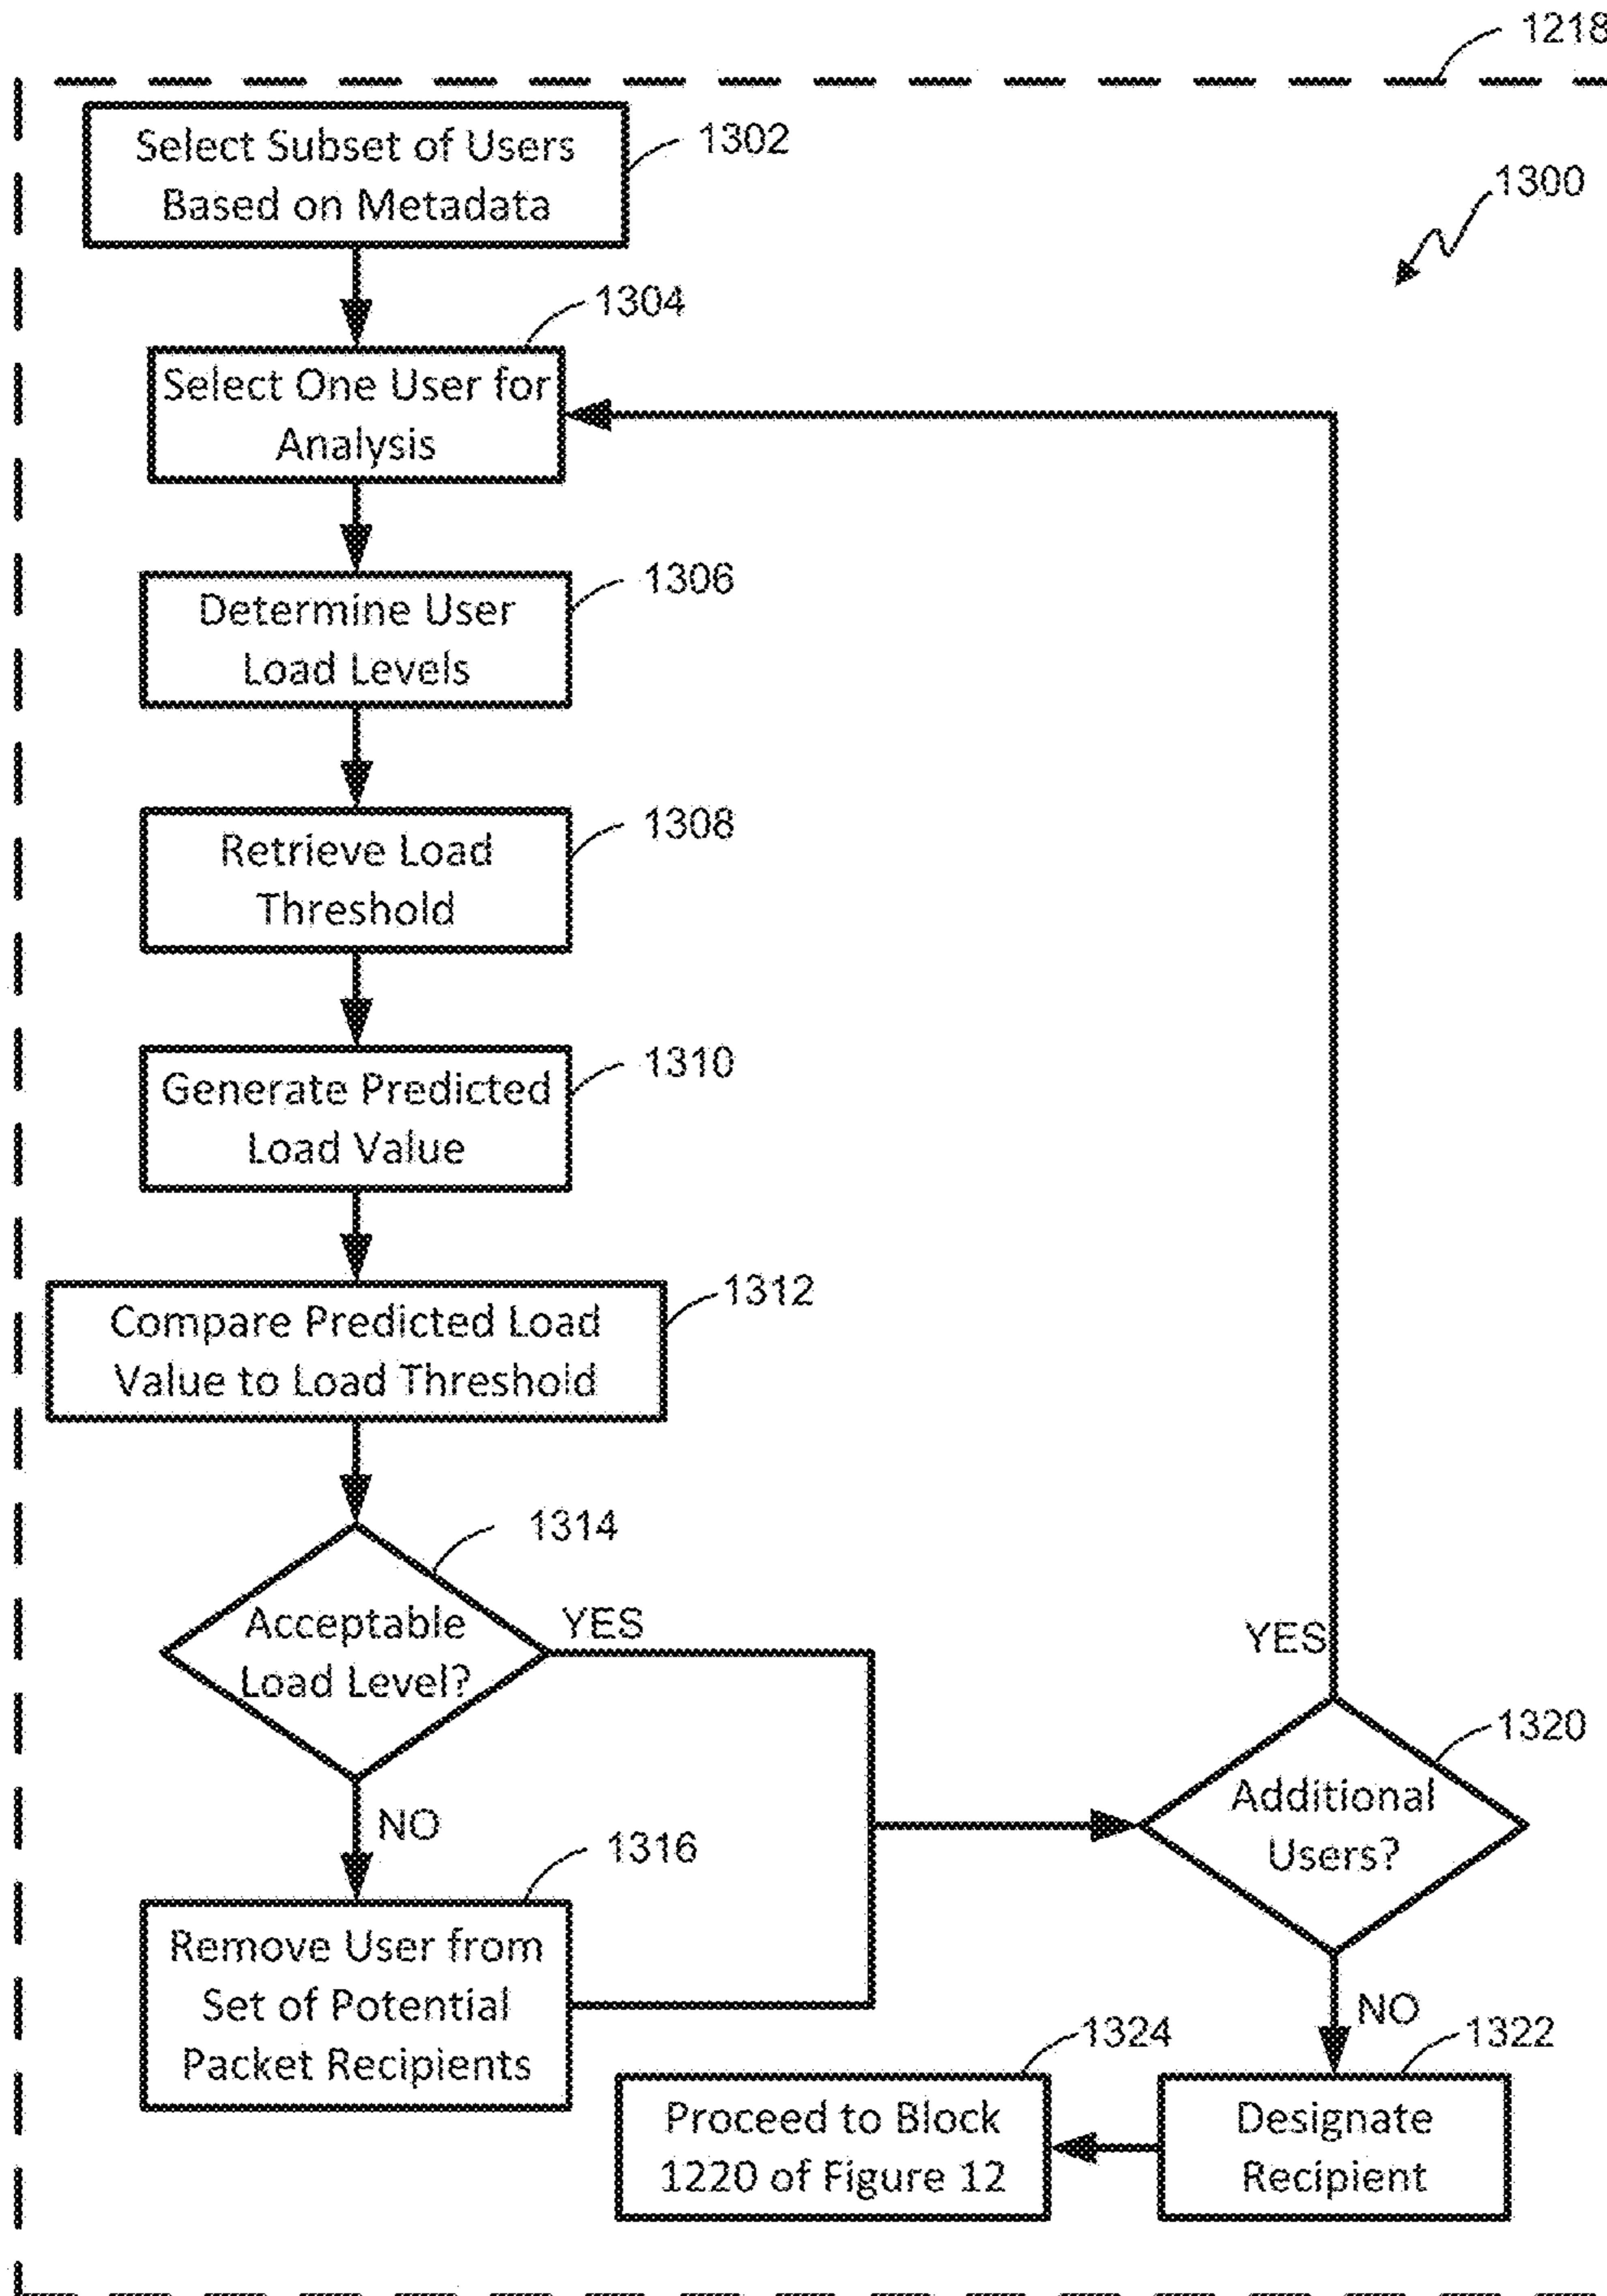 1218
Select Subset of Users
Based on Metadata
1302
1300
1304
Select One User for
Analysis
1306
Determine User
Load Levels
1308
Retrieve Load
Threshold
1310
Generate Predicted
Load Value
1312
Compare Predicted Load
Value to Load Threshold
1314
Acceptable
Load Level?
YES
YES
1320
Additional
Users?
NO
1316
Remove User from
Set of Potential
Packet Recipients
NO
1324
1322
Proceed to Block
1220 of Figure 12
Designate
Recipient